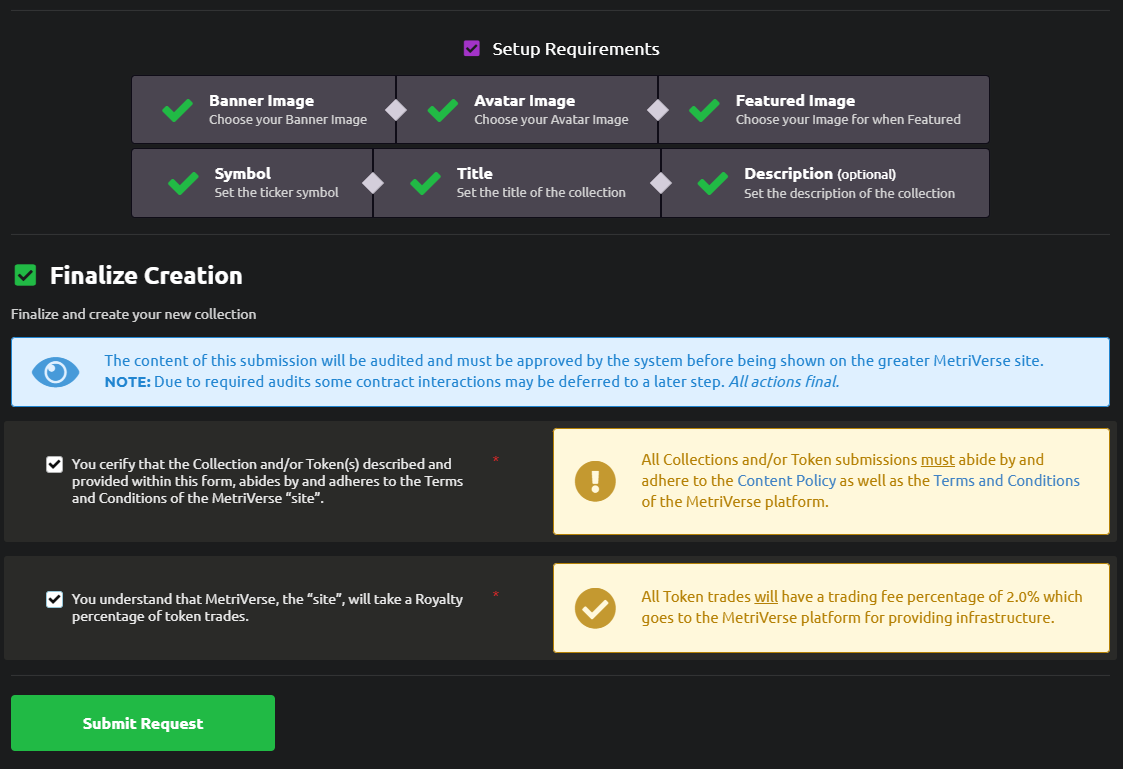 Setup Requirements
Banner Image
Choose your Banner Image
Avatar Image
Choose your Avatar Image
Featured Image
Choose your Image for when Featured
Symbol
Set the ticker symbol
Title
Set the title of the collection
Description (optional)
Set the description of the collection
Finalize Creation
Finalize and create your new collection
The content of this submission will be audited and must be approved by the system before being shown on the greater MetriVerse site.
NOTE: Due to required audits some contract interactions may be deferred to a later step. All actions final.
You cerify that the Collection and/or Token(s) described and
provided within this form, abides by and adheres to the Terms
and Conditions of the MetriVerse “site”.
*
All Collections and/or Token submissions must abide by and
adhere to the Content Policy as well as the Terms and Conditions
of the MetriVerse platform.
You understand that MetriVerse, the “site”, will take a Royalty
percentage of token trades.
*
All Token trades will have a trading fee percentage of 2.0% which
goes to the MetriVerse platform for providing infrastructure.
Submit Request